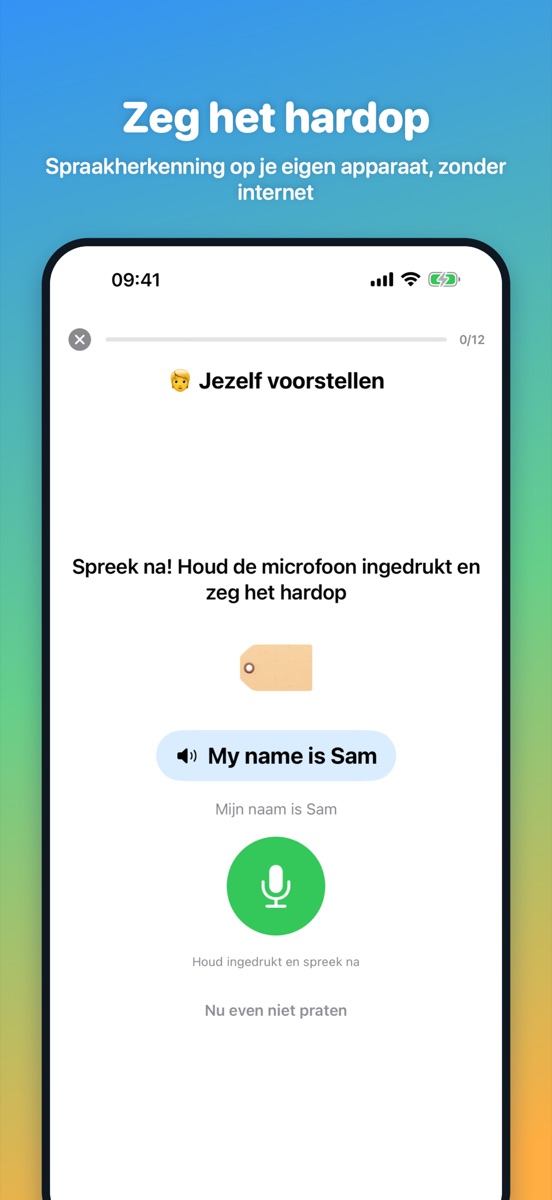 Zeg het hardop
Spraakherkenning op je eigen apparaat, zonder
internet
09:41
0/12
Jezelf voorstellen
Spreek na! Houd de microfoon ingedrukt en
zeg het hardop
My name is Sam
Mijn naam is Sam
Houd ingedrukt en spreek na
Nu even niet praten